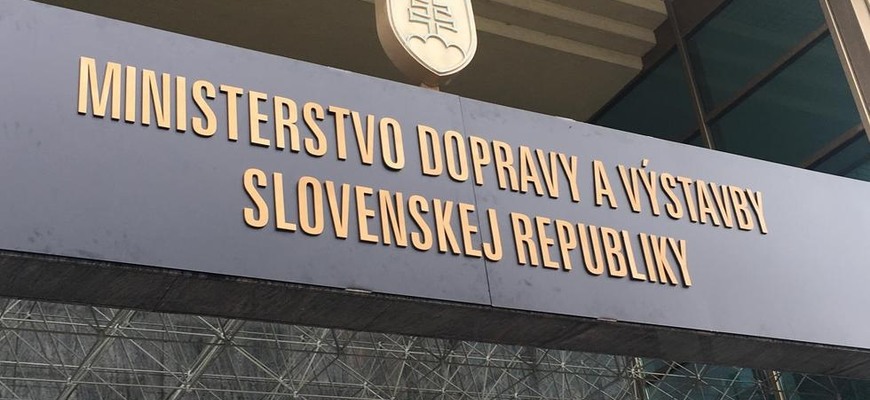 MINISTERSTVO DOPRAVY A VÝSTAVBY
SLOVENSKEJ REPUBLIKY